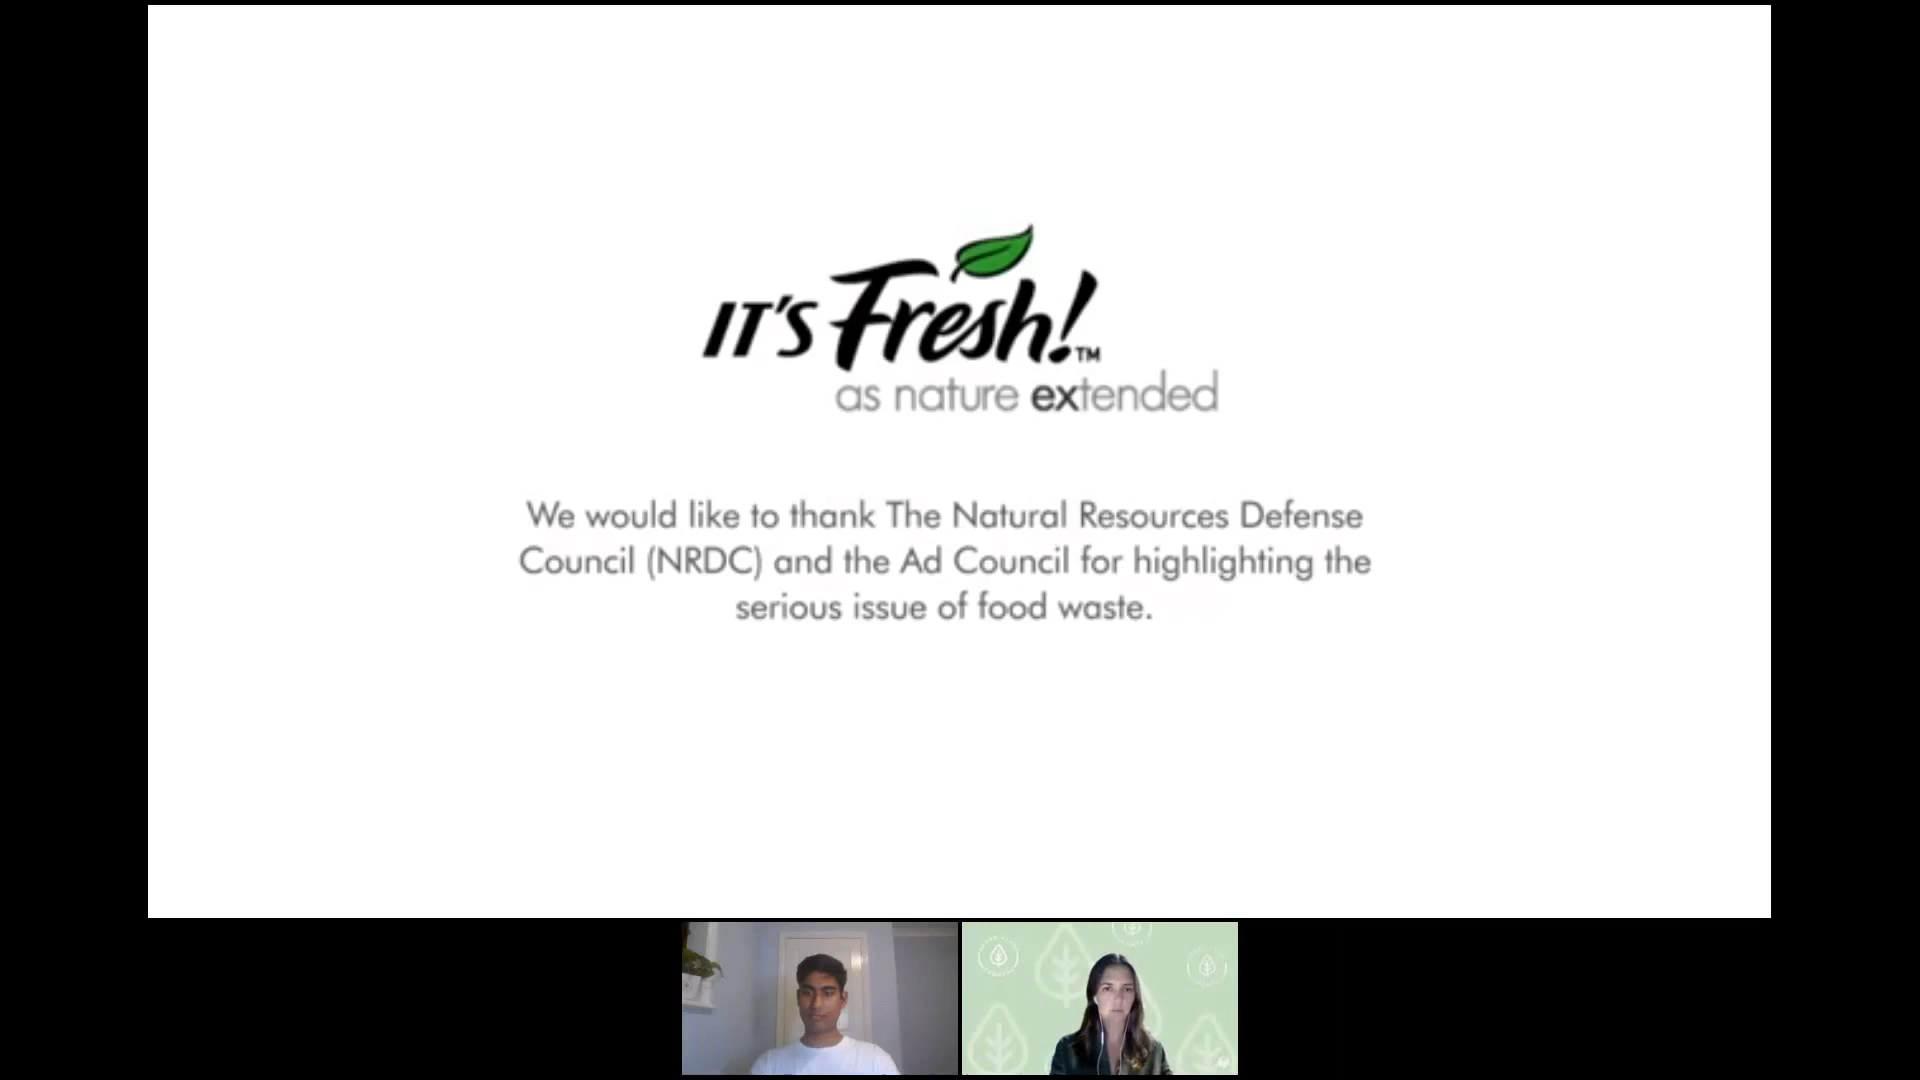 IT'S Fresh!™
as nature extended
We would like to thank The Natural Resources Defense
Council (NRDC) and the Ad Council for highlighting the
serious issue of food waste.